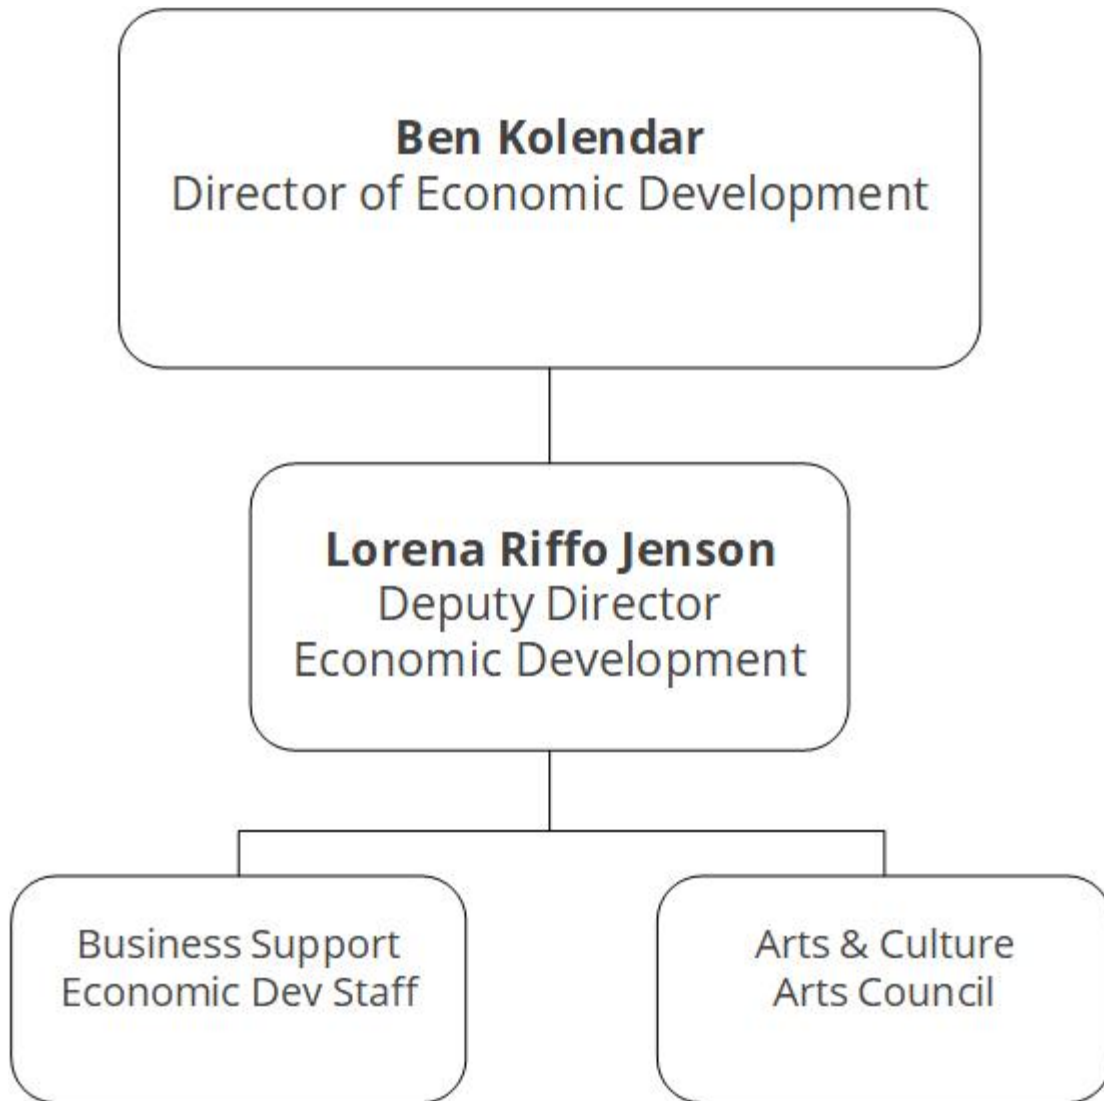 Ben Kolendar
Director of Economic Development
Lorena Riffo Jenson
Deputy Director
Economic Development
Business Support
Economic Dev Staff
Arts & Culture
Arts Council